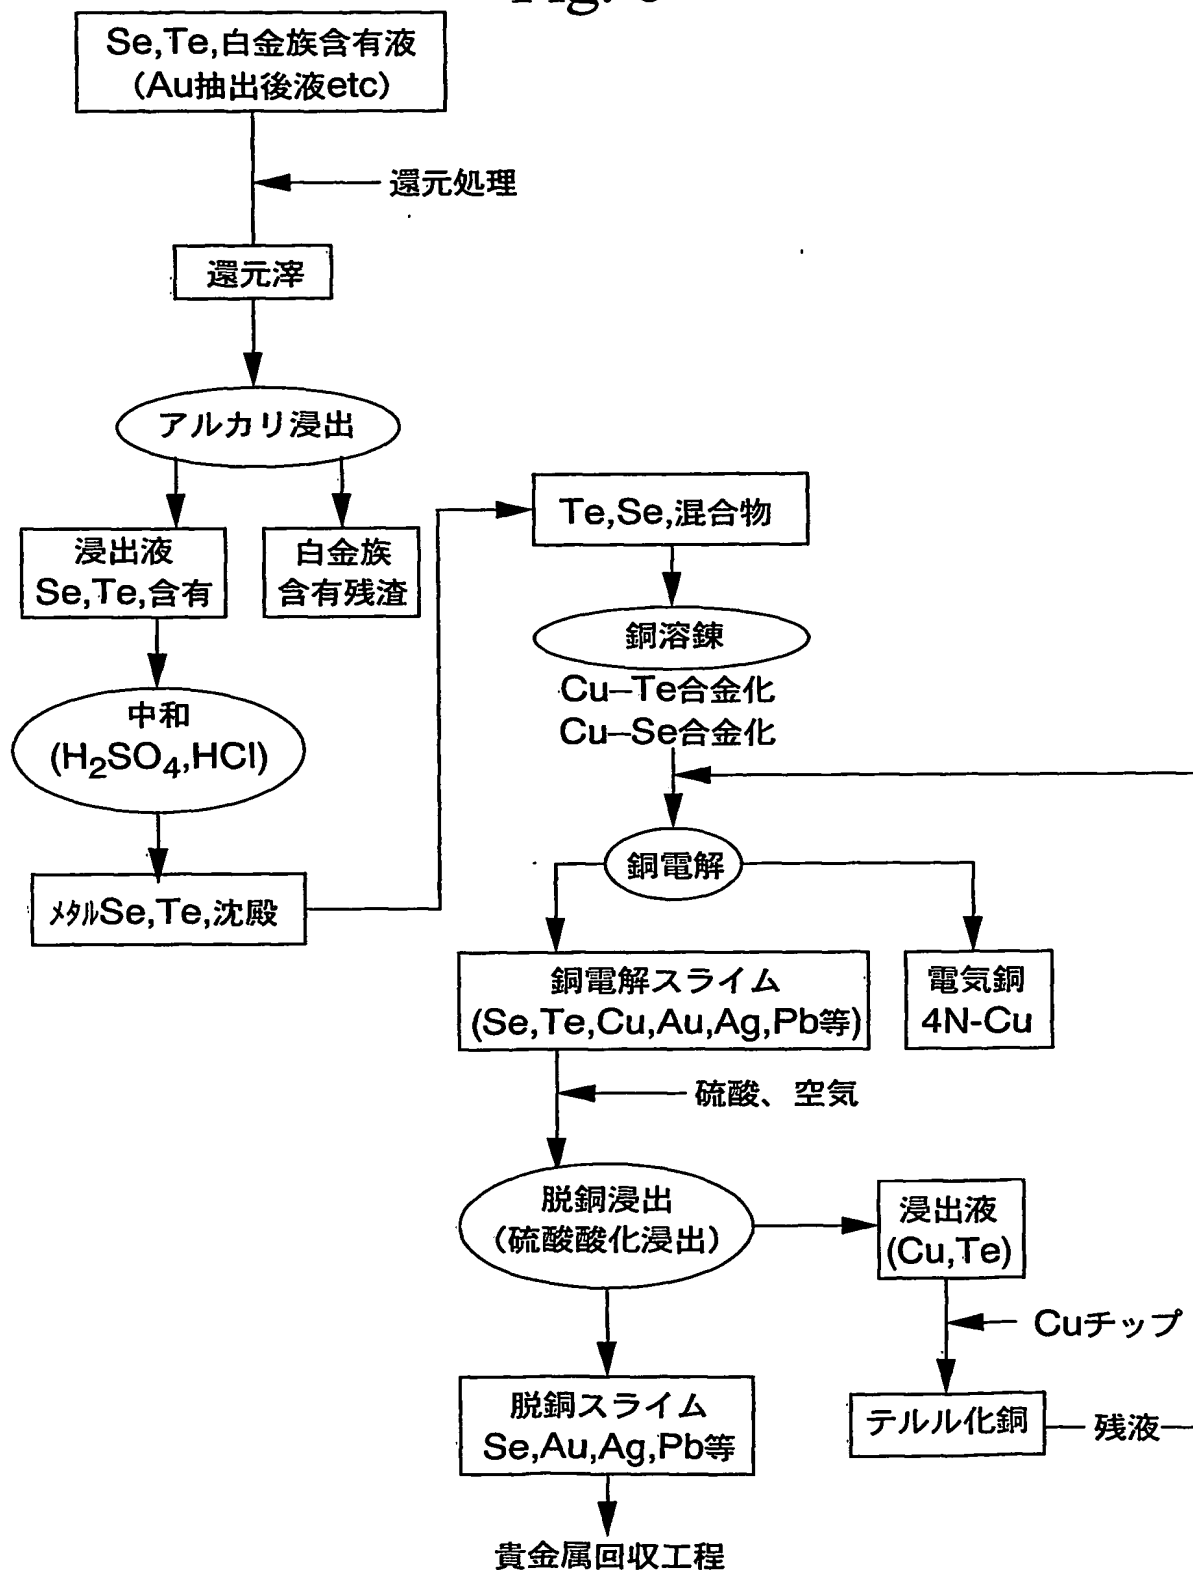 Se,Te,白金族含有液
(Au抽出後液etc)
還元処理
還元滓
アルカリ浸出
浸出液
Se,Te,含有
白金族
含有残渣
中和
(H₂SO₄,HCl)
メタルSe,Te,沈殿
Te,Se,混合物
銅溶錬
Cu–Te合金化
Cu–Se合金化
銅電解
銅電解スライム
(Se,Te,Cu,Au,Ag,Pb等)
電気銅
4N-Cu
硫酸、空気
脱銅浸出
(硫酸酸化浸出)
浸出液
(Cu,Te)
Cuチップ
テルル化銅
残液
脱銅スライム
Se,Au,Ag,Pb等
貴金属回収工程